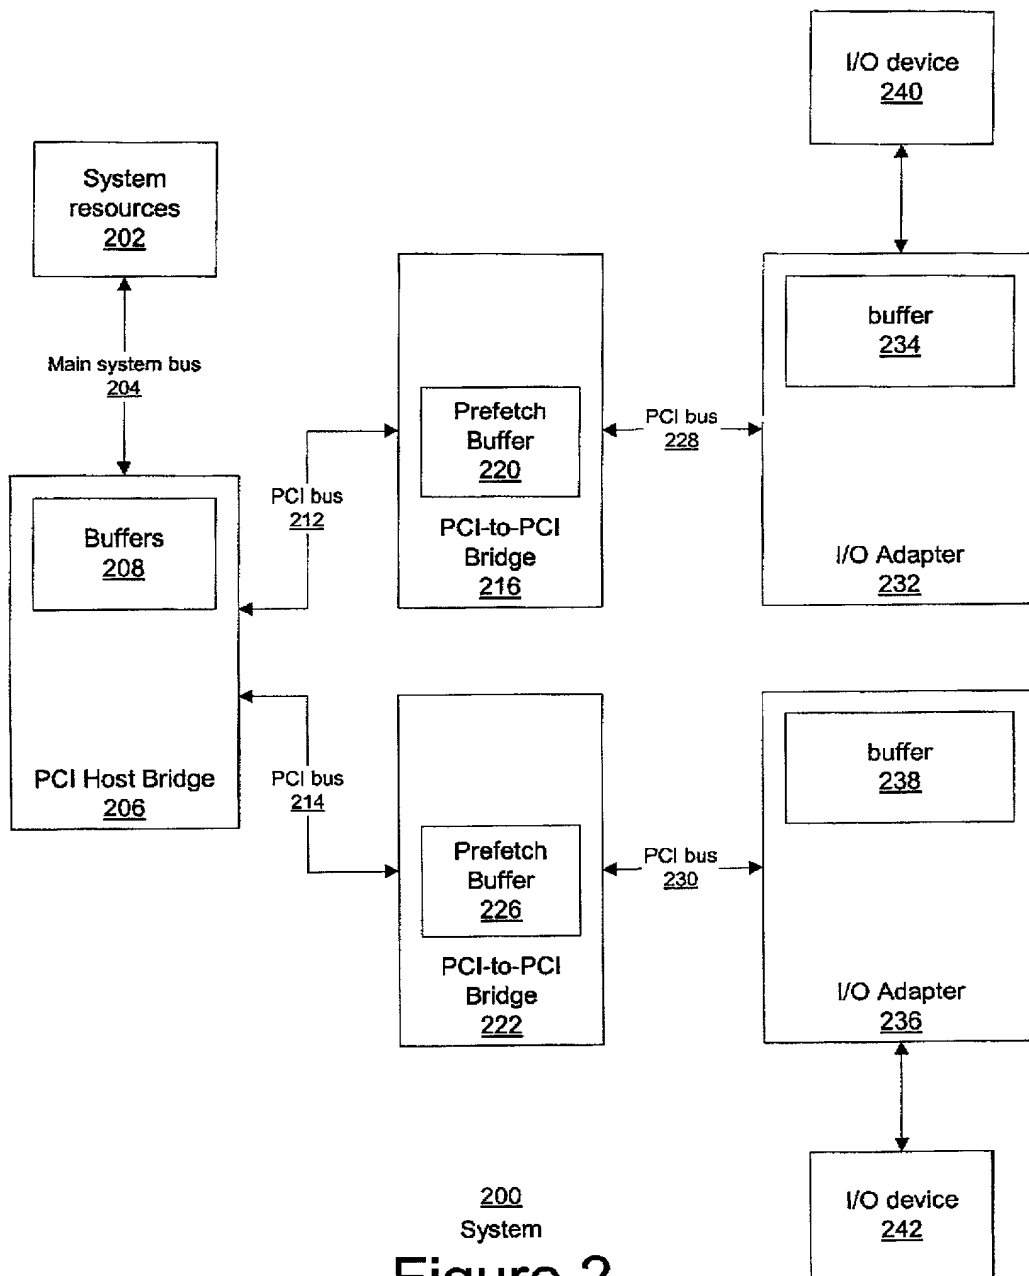 I/O device
240
System
resources
202
buffer
234
Main system bus
204
Prefetch
Buffer
220
PCI bus
228
PCI bus
212
Buffers
208
PCI-to-PCI
Bridge
216
I/O Adapter
232
PCI Host Bridge
206
PCI bus
214
buffer
238
Prefetch
Buffer
226
PCI bus
230
PCI-to-PCI
Bridge
222
I/O Adapter
236
200
System
I/O device
242
Figure 2